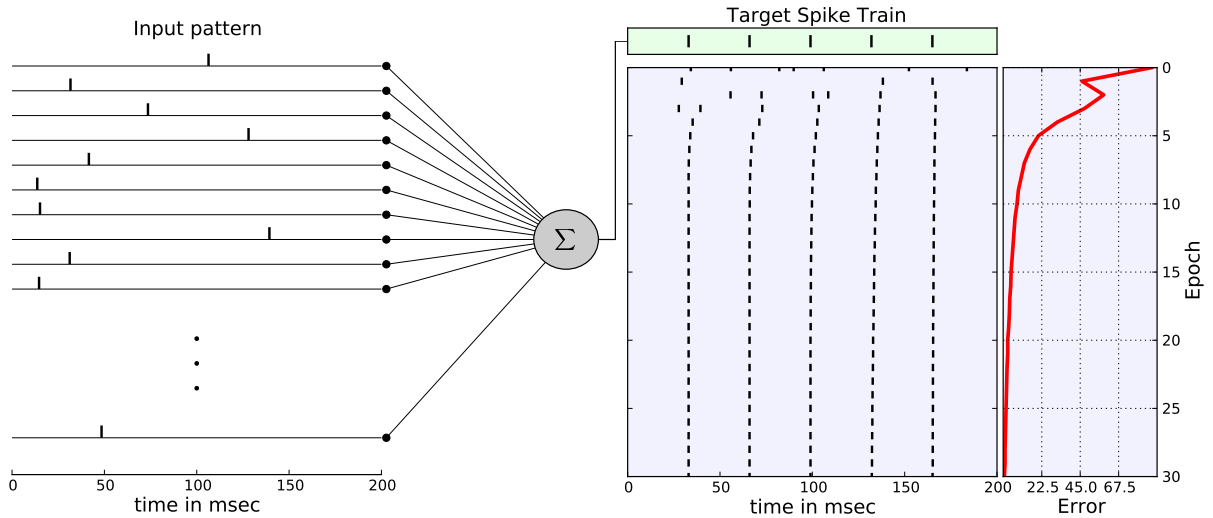 Input pattern
Σ
0 50 100 150 200
time in msec
Target Spike Train
0 50 100 150 200
time in msec
0
5
10
15
20
25
30
Epoch
22.5 45.0 67.5
Error